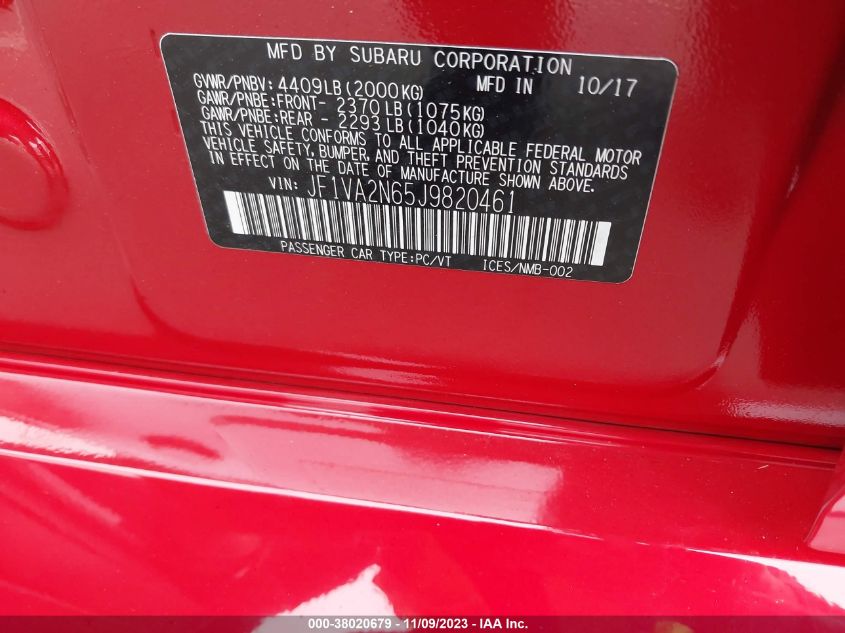 MFD BY SUBARU CORPORATION
GVWR/PNBV: 4409LB(2000KG) MFD IN 10/17
GAWR/PNBE:FRONT- 2370 LB(1075KG)
GAWR/PNBE:REAR - 2293 LB(1040KG)
THIS VEHICLE CONFORMS TO ALL APPLICABLE FEDERAL MOTOR
VEHICLE SAFETY, BUMPER, AND THEFT PREVENTION STANDARDS
IN EFFECT ON THE DATE OF MANUFACTURE SHOWN ABOVE.
VIN: JF1VA2N65J9820461
PASSENGER CAR TYPE:PC/VT ICES/NMB-002
000-38020679 - 11/09/2023 - IAA Inc.